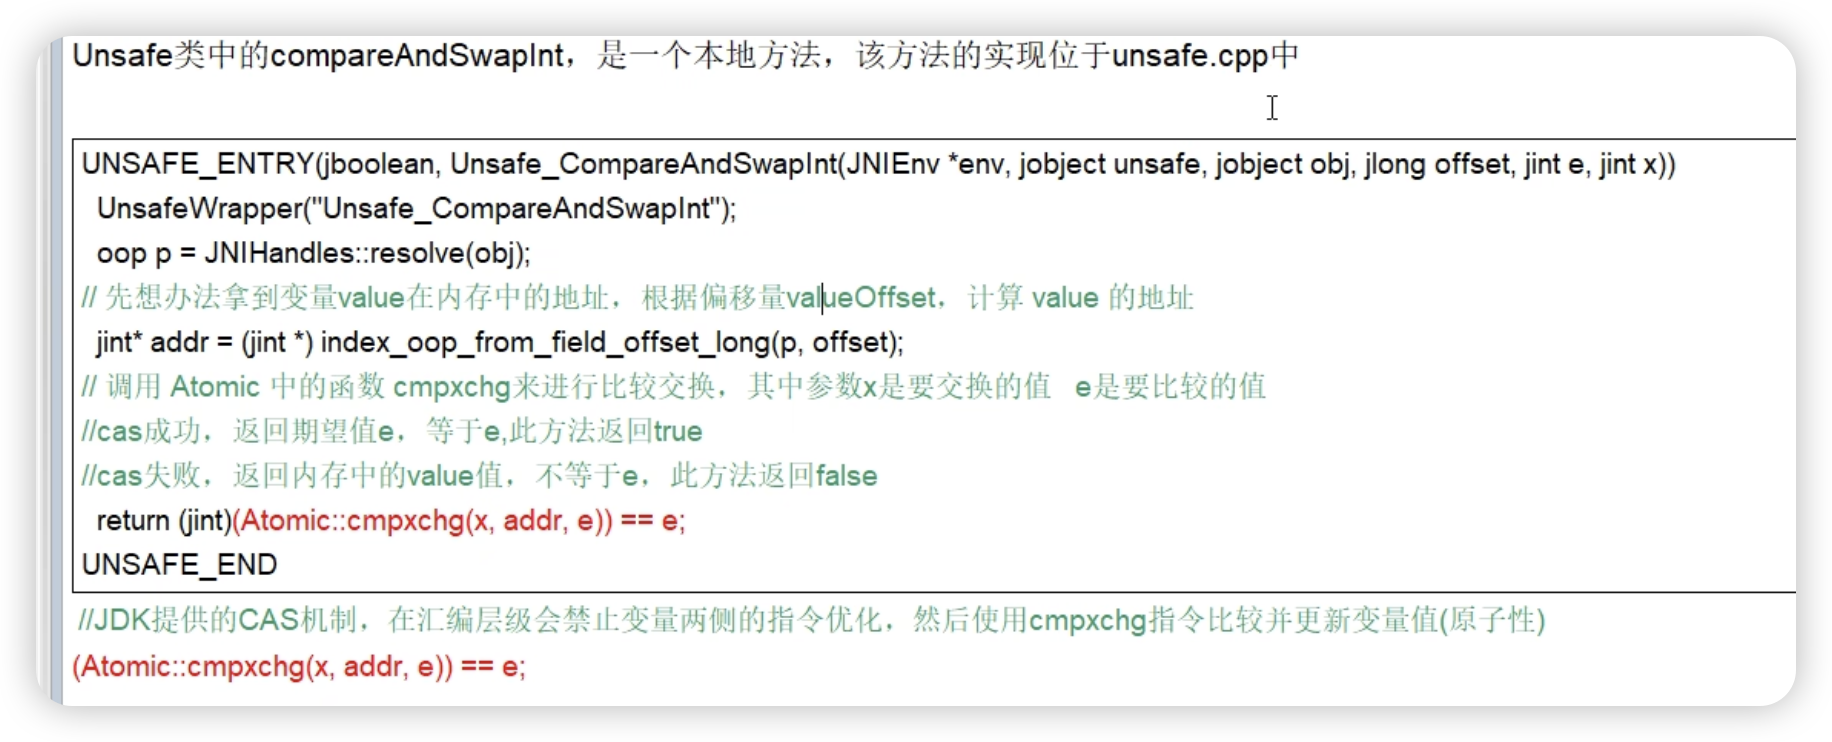 Unsafe类中的compareAndSwapInt，是一个本地方法，该方法的实现位于unsafe.cpp中
UNSAFE_ENTRY(jboolean, Unsafe_CompareAndSwapInt(JNIEnv *env, jobject unsafe, jobject obj, jlong offset, jint e, jint x))
UnsafeWrapper("Unsafe_CompareAndSwapInt");
oop p = JNIHandles::resolve(obj);
// 先想办法拿到变量value在内存中的地址，根据偏移量valueOffset，计算 value 的地址
jint* addr = (jint *) index_oop_from_field_offset_long(p, offset);
// 调用 Atomic 中的函数 cmpxchg来进行比较交换，其中参数x是要交换的值 e是要比较的值
//cas成功，返回期望值e，等于e,此方法返回true
//cas失败，返回内存中的value值，不等于e，此方法返回false
return (jint)(Atomic::cmpxchg(x, addr, e)) == e;
UNSAFE_END
//JDK提供的CAS机制，在汇编层级会禁止变量两侧的指令优化，然后使用cmpxchg指令比较并更新变量值(原子性)
(Atomic::cmpxchg(x, addr, e)) == e;